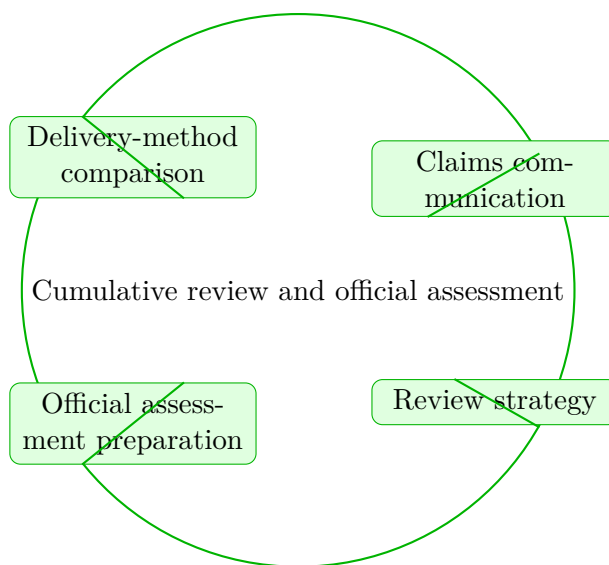 Delivery-method
comparison
Claims com-
munication
Cumulative review and official assessment
Official assess-
ment preparation
Review strategy